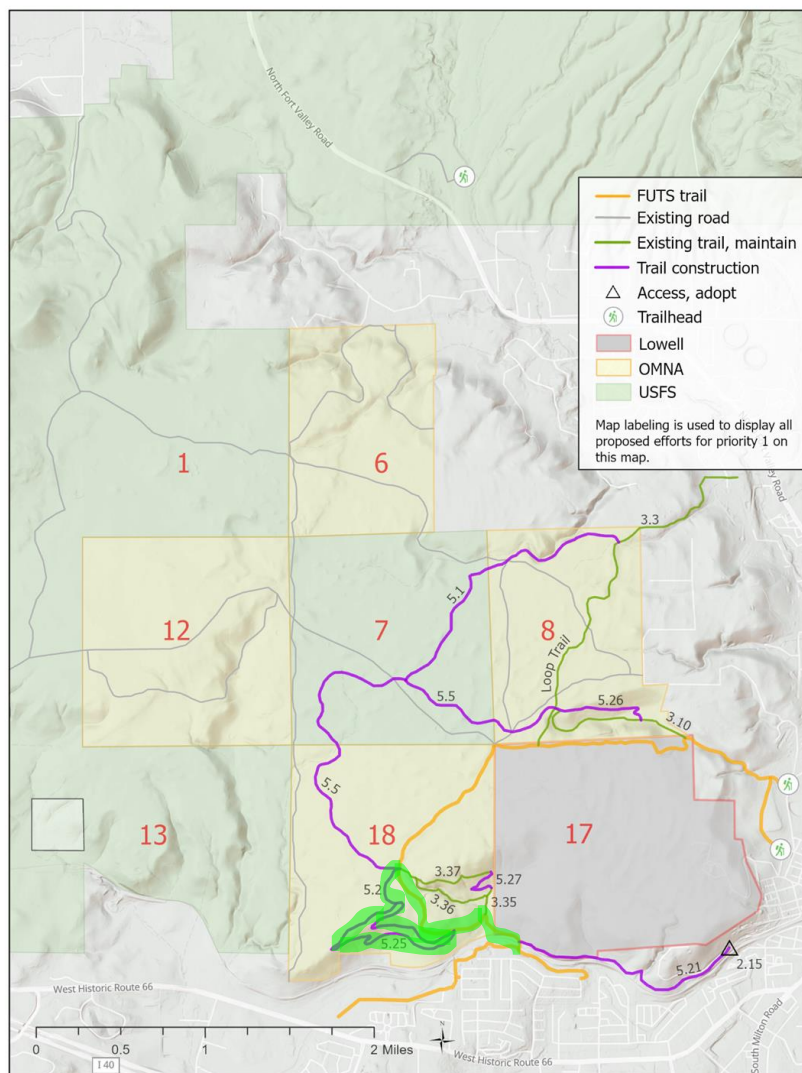 North Fort Valley Road
FUTS trail
Existing road
Existing trail, maintain
Trail construction
Access, adopt
Trailhead
Lowell
OMNA
USFS
Map labeling is used to display all
proposed efforts for priority 1 on
this map.
Valley Road
1
6
3.3
5.1
12
7
8
Loop Trail
5.5
5.26
3.10
5.5
13
18
17
3.37
5.27
5.2
3.36
3.35
5.25
5.21
2.15
West Historic Route 66
South Milton Road
N
0
0.5
1
2 Miles
West Historic Route 66
I 40